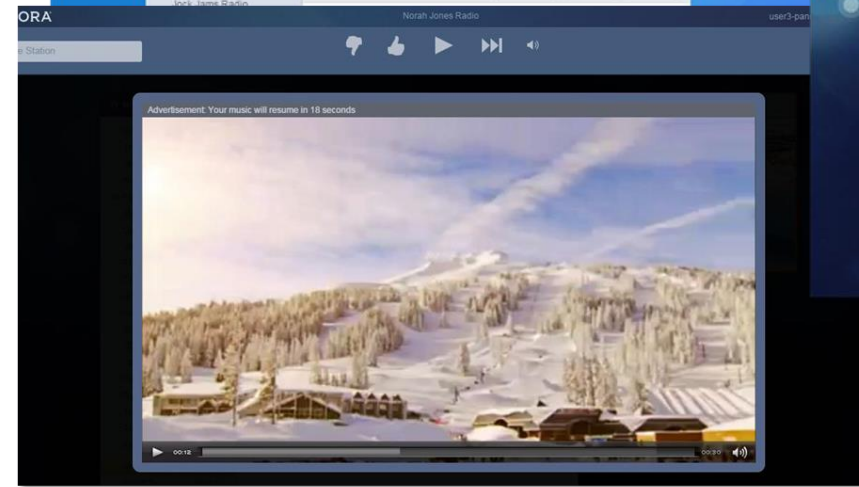 Jock Jams Radio
ORA
Norah Jones Radio
user3-pan
e Station
Advertisement: Your music will resume in 18 seconds
00:12
00:30